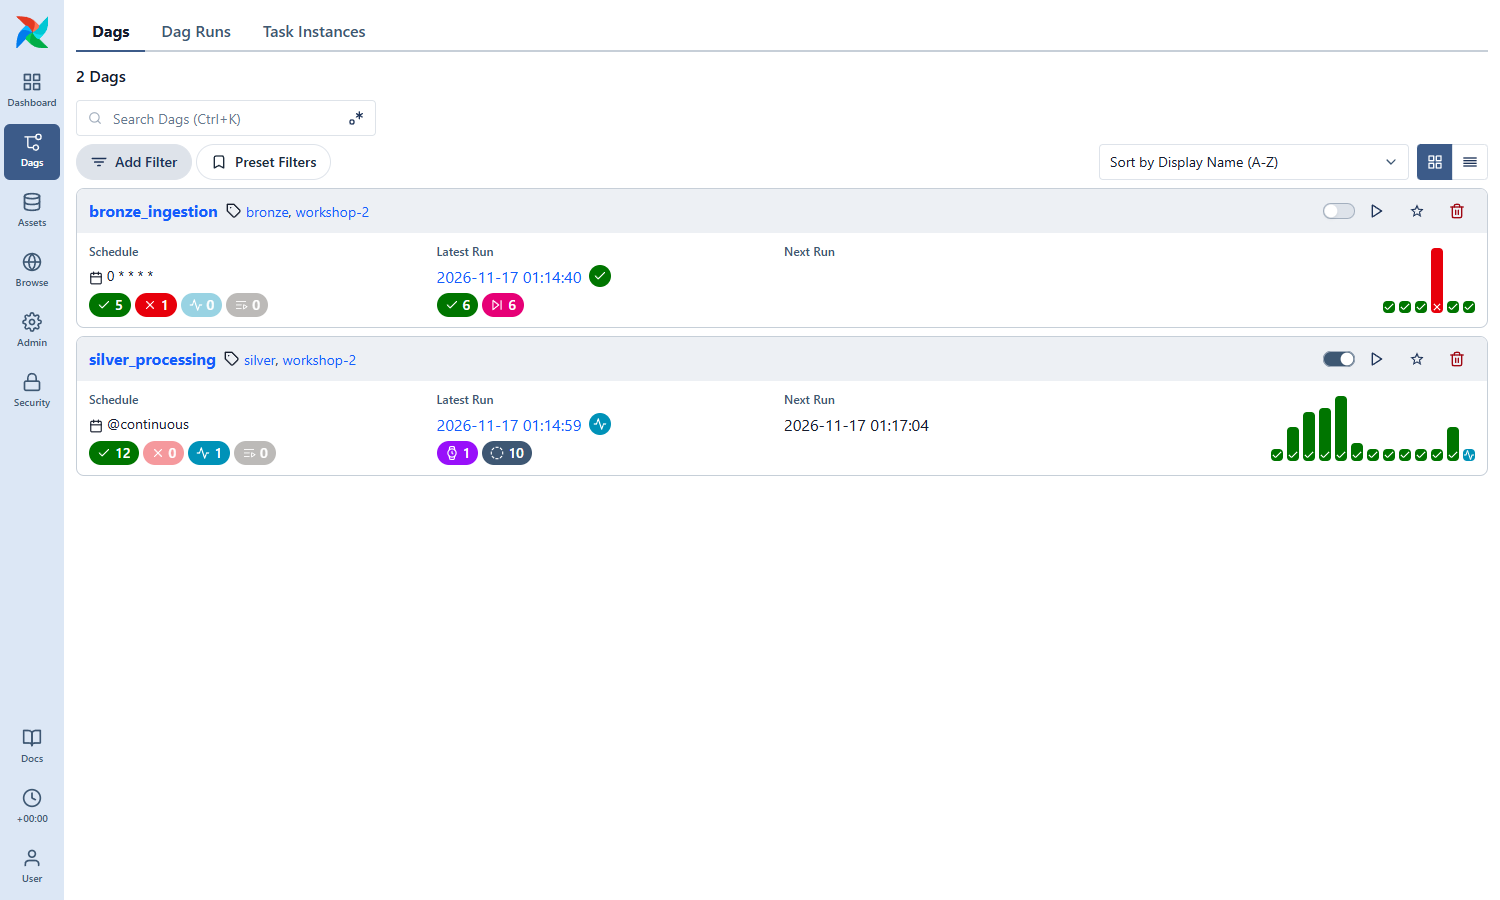 Dags Dag Runs Task Instances
2 Dags
Search Dags (Ctrl+K) .*
Add Filter Preset Filters Sort by Display Name (A-Z)
bronze_ingestion bronze, workshop-2
Schedule Latest Run Next Run
0 * * * * 2026-11-17 01:14:40
5 1 0 0 6 6
silver_processing silver, workshop-2
Schedule Latest Run Next Run
@continuous 2026-11-17 01:14:59 2026-11-17 01:17:04
12 0 1 0 1 10
Dashboard
Dags
Assets
Browse
Admin
Security
Docs
+00:00
User